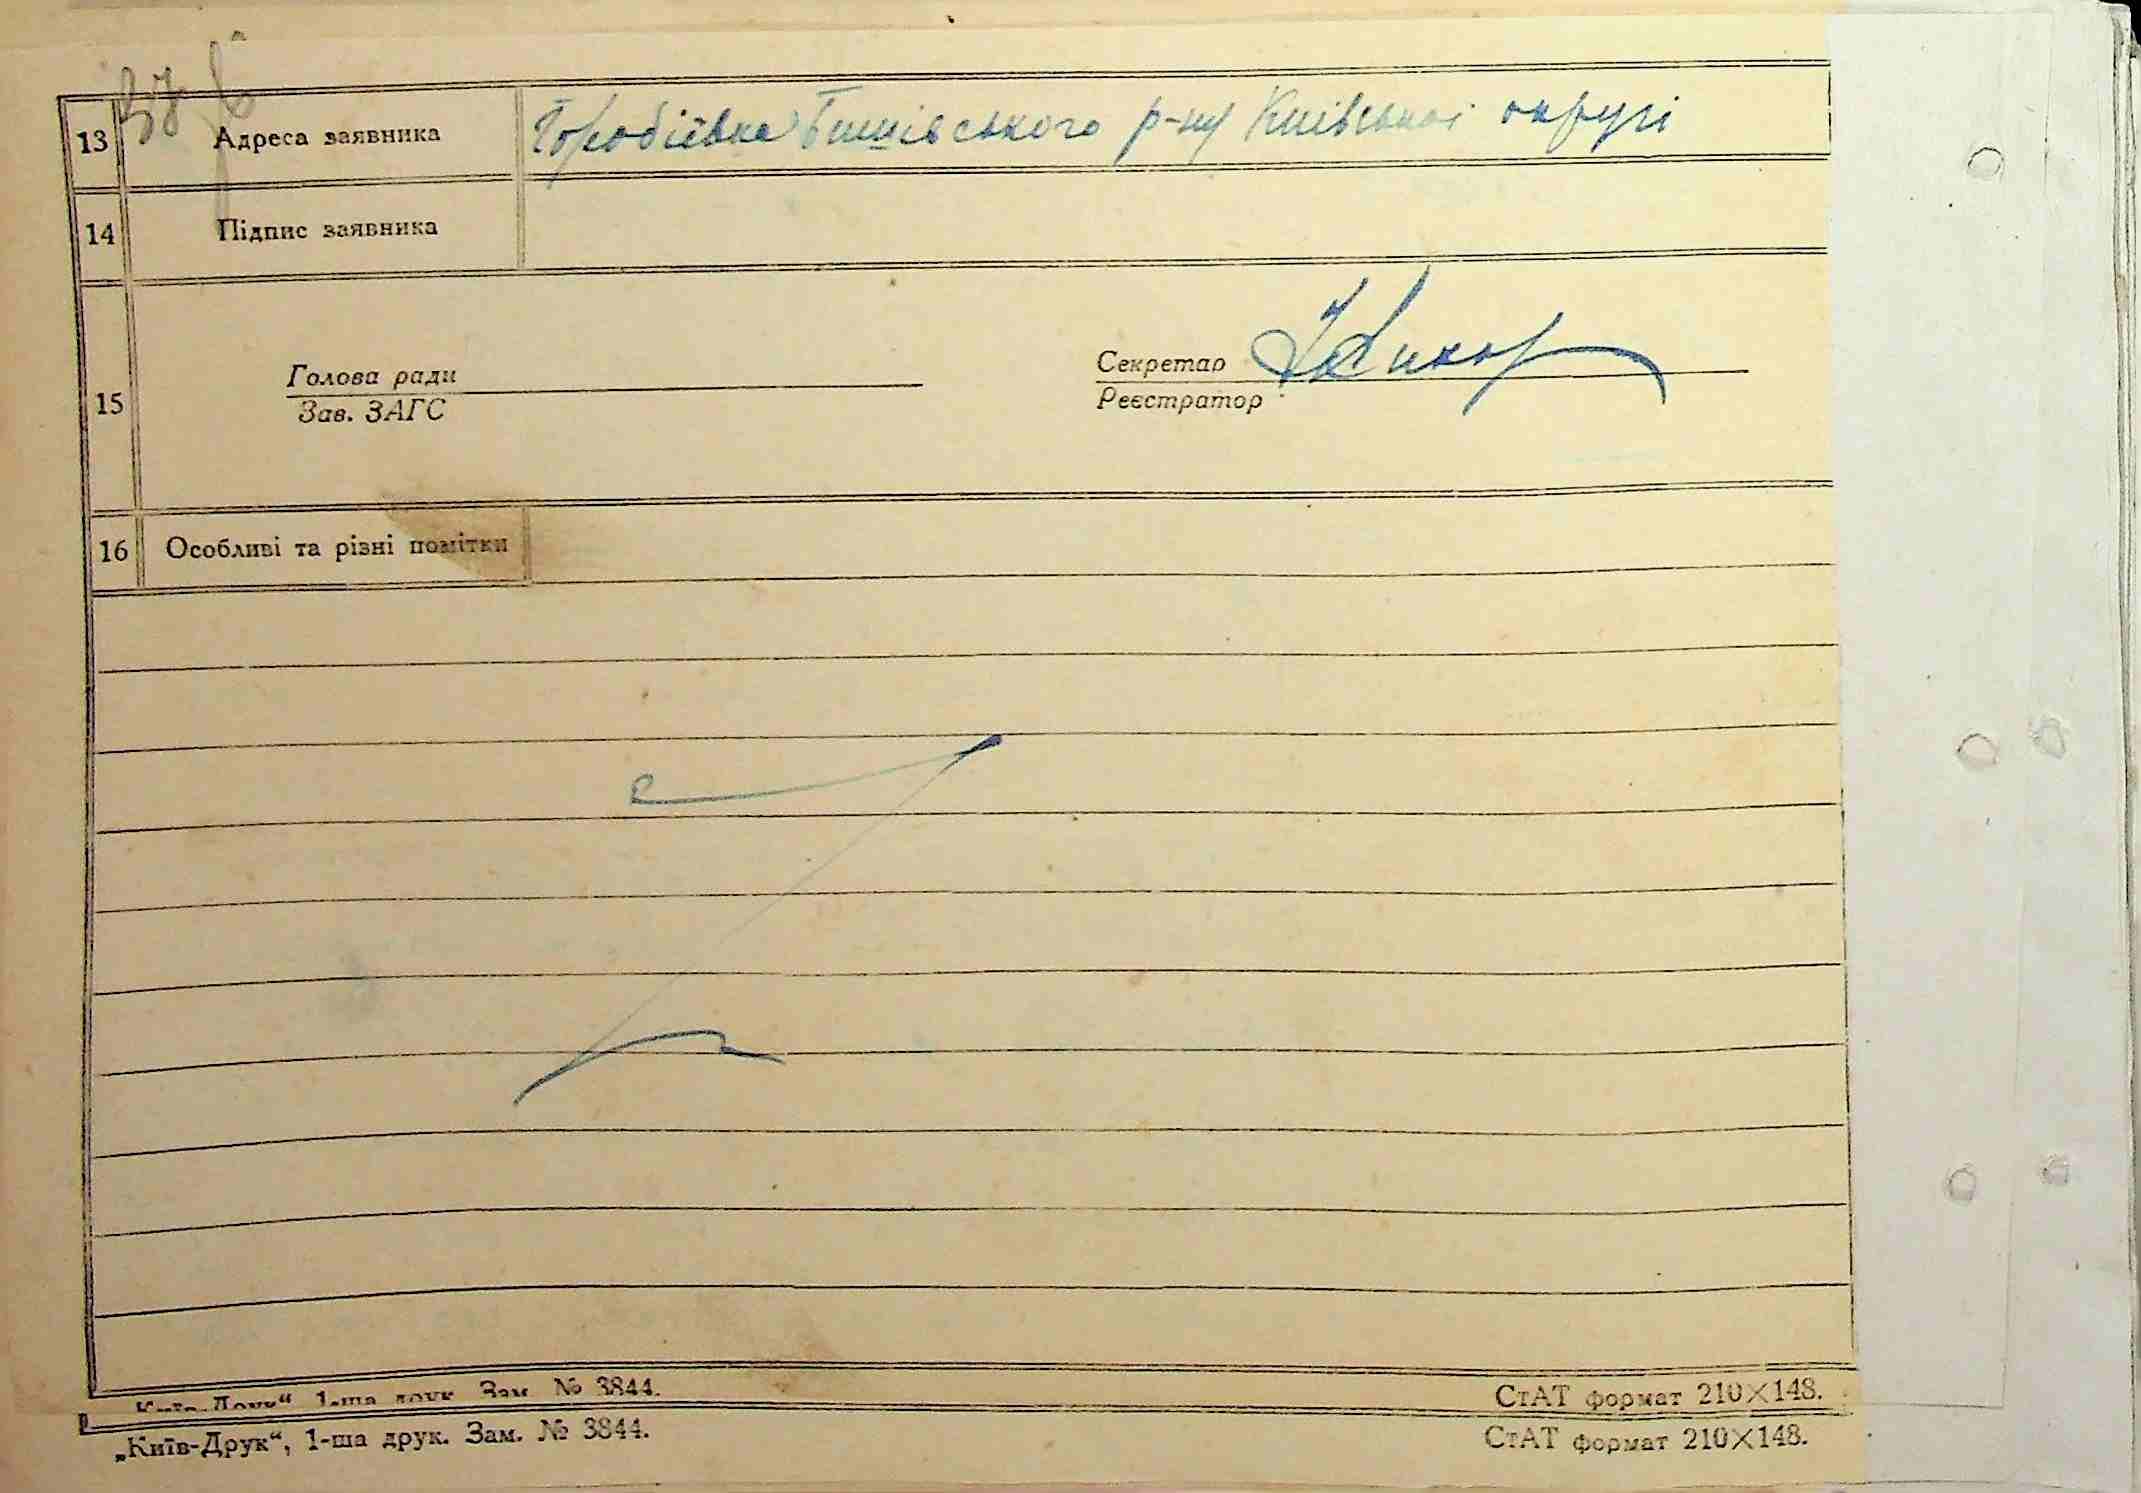 13 Адреса заявника Горобіївка Бишівського р-ну Київської округі
14 Підпис заявника
15 Голова ради Секретар
Зав. ЗАГС Реєстратор
16 Особливі та різні помітки
Київ-Друк“, 1-ша друк. Зам. № 3844. СтАТ формат 210×148.
„Київ-Друк“, 1-ша друк. Зам. № 3844. СтАТ формат 210×148.